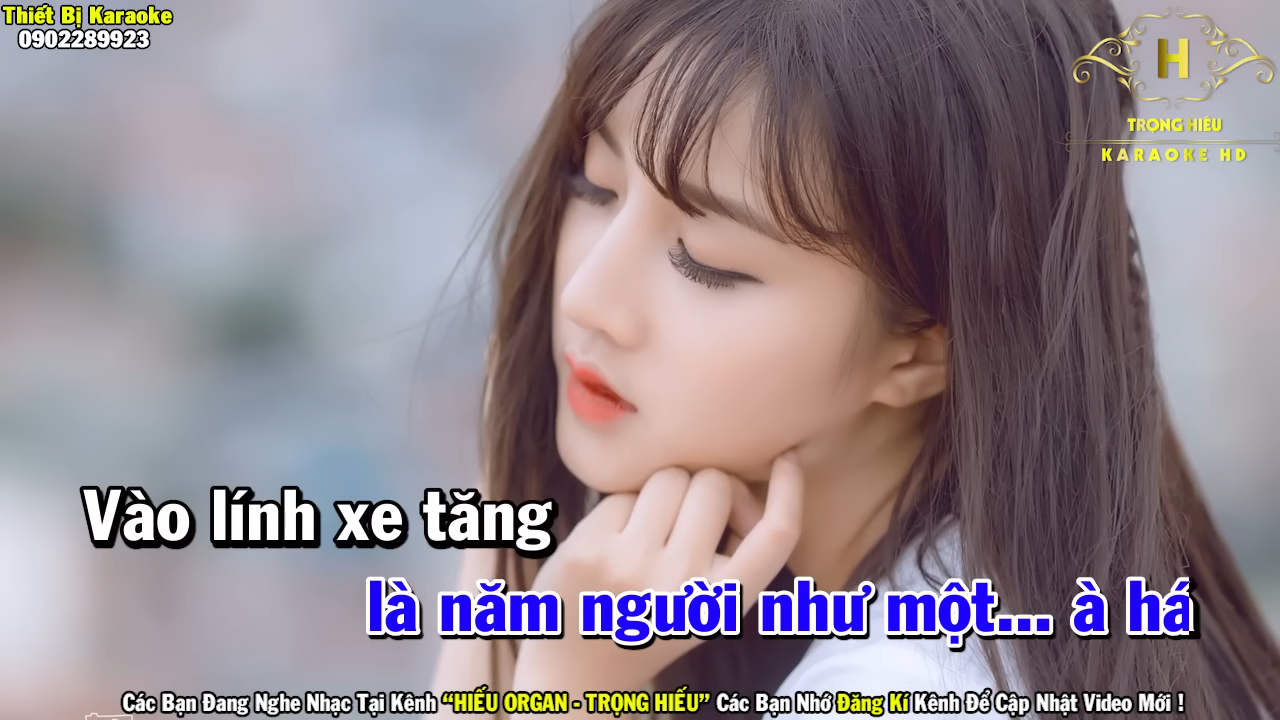 Thiết Bị Karaoke
0902289923
H
TRỌNG HIẾU
KARAOKE HD
Vào lính xe tăng
là năm người như một... à há
Các Bạn Đang Nghe Nhạc Tại Kênh “HIẾU ORGAN - TRỌNG HIẾU” Các Bạn Nhớ Đăng Kí Kênh Để Cập Nhật Video Mới !